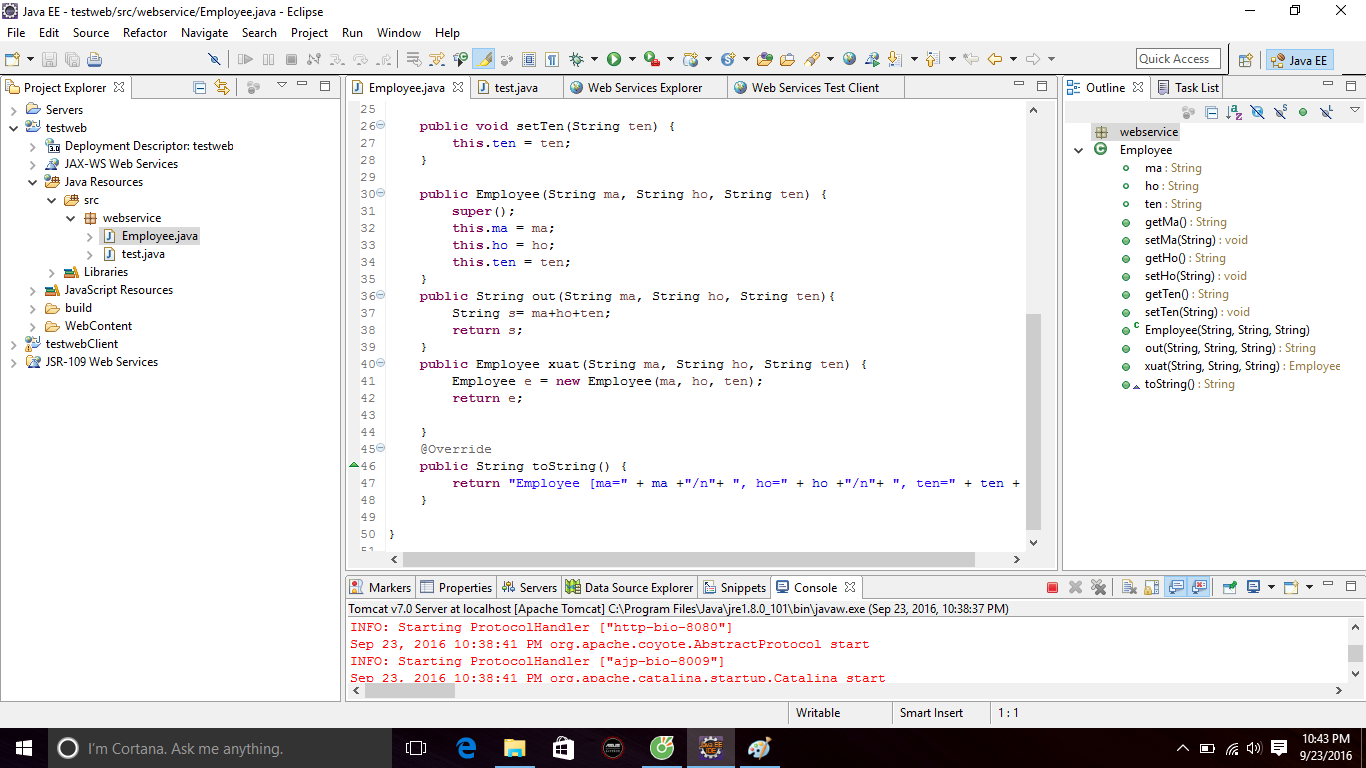 Java EE - testweb/src/webservice/Employee.java - Eclipse
File Edit Source Refactor Navigate Search Project Run Window Help
Quick Access
Java EE
Project Explorer
Servers
testweb
Deployment Descriptor: testweb
JAX-WS Web Services
Java Resources
src
webservice
Employee.java
test.java
Libraries
JavaScript Resources
build
WebContent
testwebClient
JSR-109 Web Services
Employee.java test.java Web Services Explorer Web Services Test Client
25
26 public void setTen(String ten) {
27 this.ten = ten;
28 }
29
30 public Employee(String ma, String ho, String ten) {
31 super();
32 this.ma = ma;
33 this.ho = ho;
34 this.ten = ten;
35 }
36 public String out(String ma, String ho, String ten){
37 String s= ma+ho+ten;
38 return s;
39 }
40 public Employee xuat(String ma, String ho, String ten) {
41 Employee e = new Employee(ma, ho, ten);
42 return e;
43
44 }
45 @Override
46 public String toString() {
47 return "Employee [ma=" + ma +"/n"+ ", ho=" + ho +"/n"+ ", ten=" + ten +
48 }
49
50 }
51
Outline Task List
webservice
Employee
ma : String
ho : String
ten : String
getMa() : String
setMa(String) : void
getHo() : String
setHo(String) : void
getTen() : String
setTen(String) : void
Employee(String, String, String)
out(String, String, String) : String
xuat(String, String, String) : Employee
toString() : String
Markers Properties Servers Data Source Explorer Snippets Console
Tomcat v7.0 Server at localhost [Apache Tomcat] C:\Program Files\Java\jre1.8.0_101\bin\javaw.exe (Sep 23, 2016, 10:38:37 PM)
INFO: Starting ProtocolHandler ["http-bio-8080"]
Sep 23, 2016 10:38:41 PM org.apache.coyote.AbstractProtocol start
INFO: Starting ProtocolHandler ["ajp-bio-8009"]
Sep 23, 2016 10:38:41 PM org.apache.catalina.startup.Catalina start
Writable Smart Insert 1 : 1
I'm Cortana. Ask me anything.
10:43 PM
9/23/2016